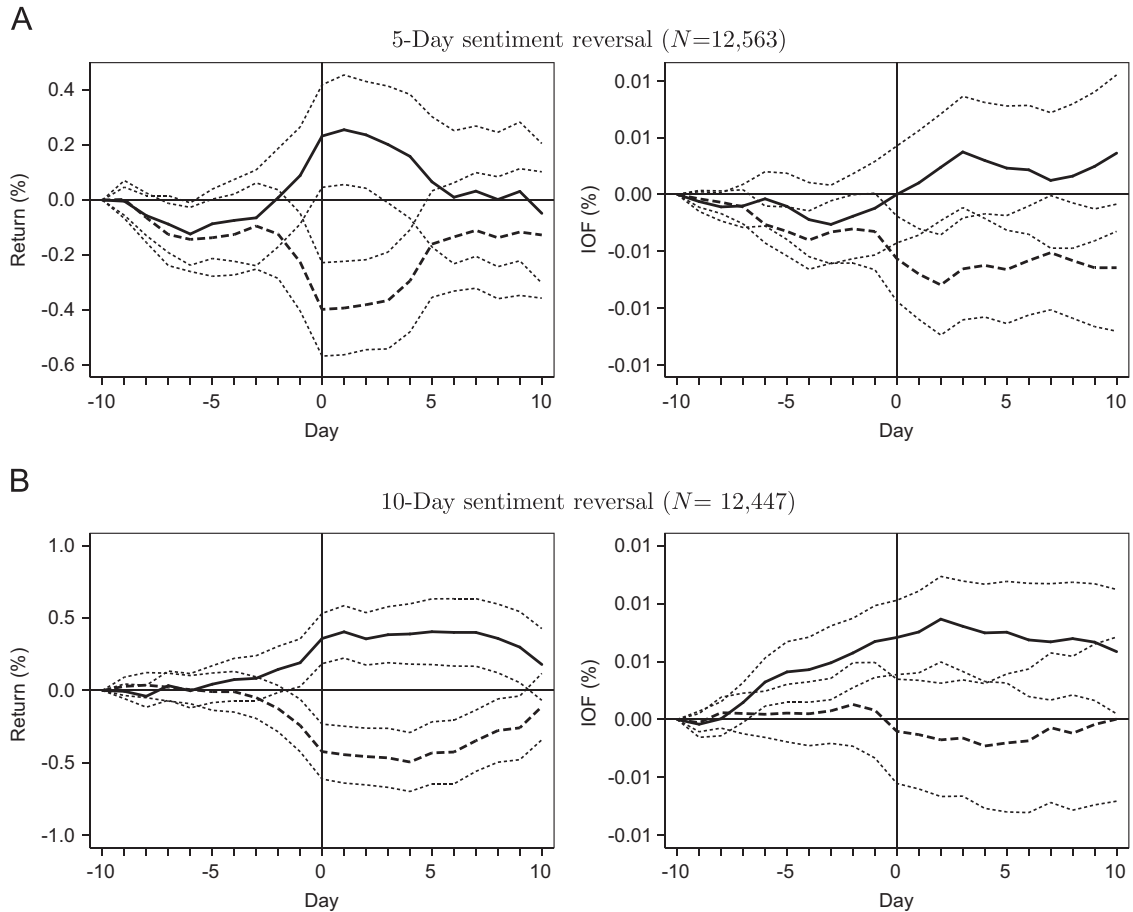 A
5-Day sentiment reversal (N=12,563)
0.4
0.2
0.0
-0.2
-0.4
-0.6
Return (%)
-10 -5 0 5 10
Day
0.01
0.01
0.00
-0.01
-0.01
-0.01
IOF (%)
-10 -5 0 5 10
Day
B
10-Day sentiment reversal (N= 12,447)
1.0
0.5
0.0
-0.5
-1.0
Return (%)
-10 -5 0 5 10
Day
0.01
0.01
0.01
0.00
-0.01
-0.01
IOF (%)
-10 -5 0 5 10
Day